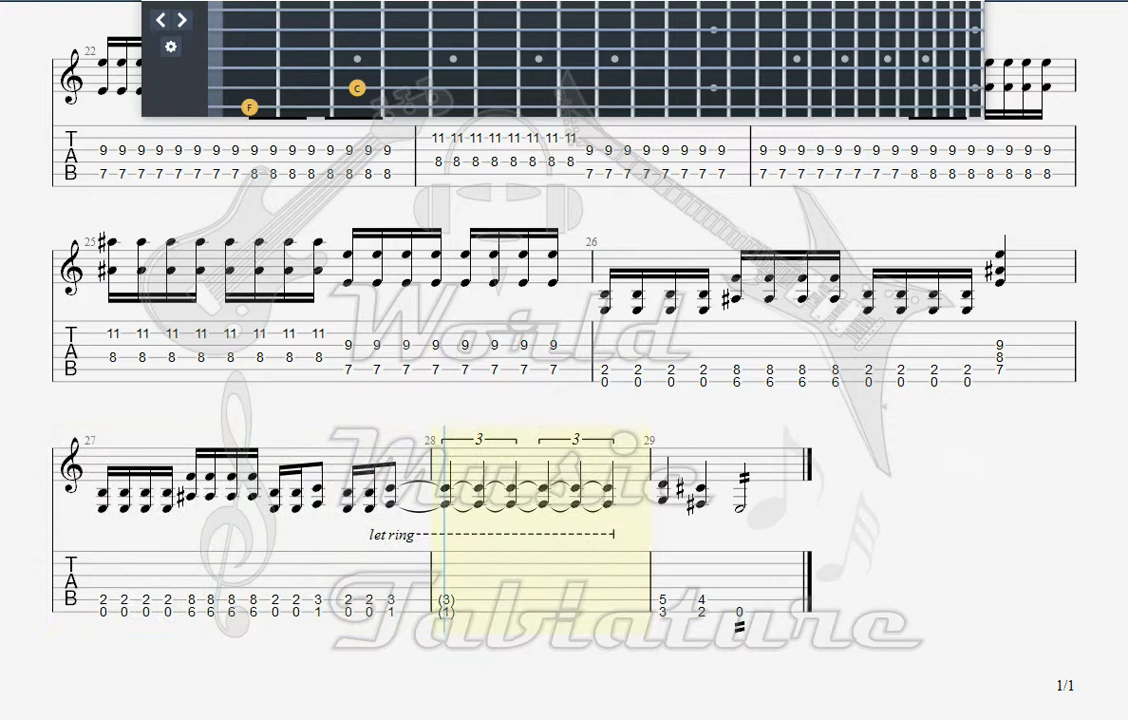 22
F
C
T 11 11 11 11 11 11 11 11
9 9 9 9 9 9 9 9 9 9 9 9 9 9 9 9 8 8 8 8 8 8 8 8 9 9 9 9 9 9 9 9 9 9 9 9 9 9 9 9 9 9 9 9 9 9 9 9
A
B 7 7 7 7 7 7 7 7 8 8 8 8 8 8 8 8 7 7 7 7 7 7 7 7 7 7 7 7 7 7 7 7 8 8 8 8 8 8 8 8
25 26
World
T 11 11 11 11 11 11 11 11
A 8 8 8 8 8 8 8 8 9 9 9 9 9 9 9 9 9
8
B 7 7 7 7 7 7 7 7 2 2 2 2 8 8 8 8 2 2 2 2 7
0 0 0 0 6 6 6 6 0 0 0 0
27 28 29
3 3
Music
let ring
T
A
B 2 2 2 2 8 8 8 8 2 2 3 2 2 3 (3) 5 4
0 0 0 0 6 6 6 6 0 0 1 0 0 1 (1) 3 2 0
Tablature
1/1